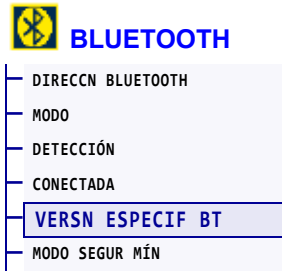 BLUETOOTH
DIRECCN BLUETOOTH
MODO
DETECCIÓN
CONECTADA
VERSN ESPECIF BT
MODO SEGUR MÍN